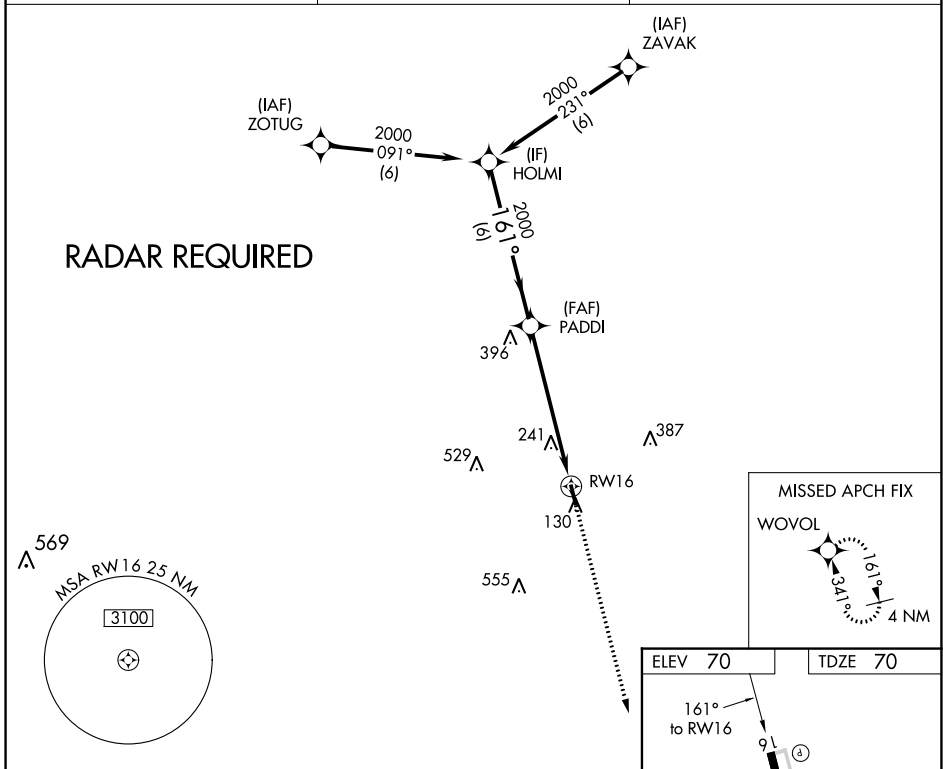 (IAF)
ZAVAK
2000
231°
(6)
(IAF)
ZOTUG
2000
091°
(6)
(IF)
HOLMI
2000
161°
(6)
RADAR REQUIRED
(FAF)
PADDI
396
241
387
529
RW16
130
MISSED APCH FIX
WOVOL
161°
341°
4 NM
569
555
MSA RW16 25 NM
3100
ELEV 70
TDZE 70
161°
to RW16
16
P